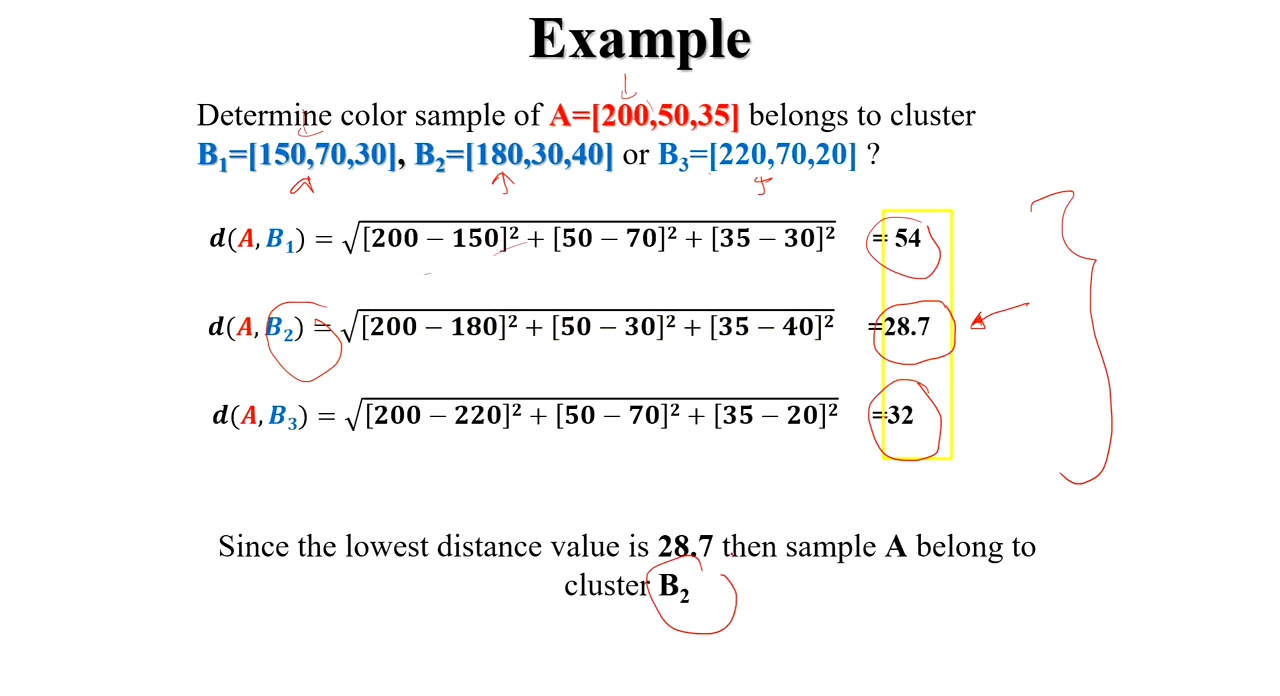 Example
Determine color sample of A=[200,50,35] belongs to cluster
B₁=[150,70,30], B₂=[180,30,40] or B₃=[220,70,20] ?
d(A, B₁) = √[200 − 150]² + [50 − 70]² + [35 − 30]² = 54
d(A, B₂) = √[200 − 180]² + [50 − 30]² + [35 − 40]² =28.7
d(A, B₃) = √[200 − 220]² + [50 − 70]² + [35 − 20]² =32
Since the lowest distance value is 28.7 then sample A belong to
cluster B₂